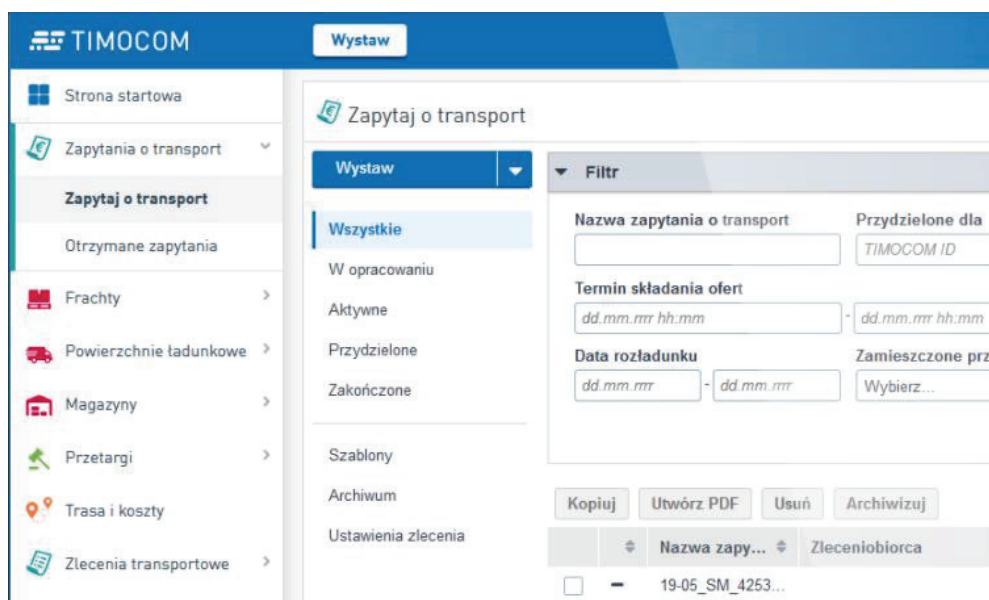 TIMOCOM
Wystaw
Strona startowa
Zapytania o transport
Zapytaj o transport
Otrzymane zapytania
Frachty
Powierzchnie ładunkowe
Magazyny
Przetargi
Trasa i koszty
Zlecenia transportowe
Zapytaj o transport
Wystaw
Wszystkie
W opracowaniu
Aktywne
Przydzielone
Zakończone
Szablony
Archiwum
Ustawienia zlecenia
Filtr
Nazwa zapytania o transport Przydzielone dla
TIMOCOM ID
Termin składania ofert
dd.mm.rrrr hh:mm - dd.mm.rrrr hh:mm
Data rozładunku Zamieszczone prz
dd.mm.rrrr - dd.mm.rrrr Wybierz...
Kopiuj Utwórz PDF Usuń Archiwizuj
Nazwa zapy... Zleceniobiorca
19-05_SM_4253...